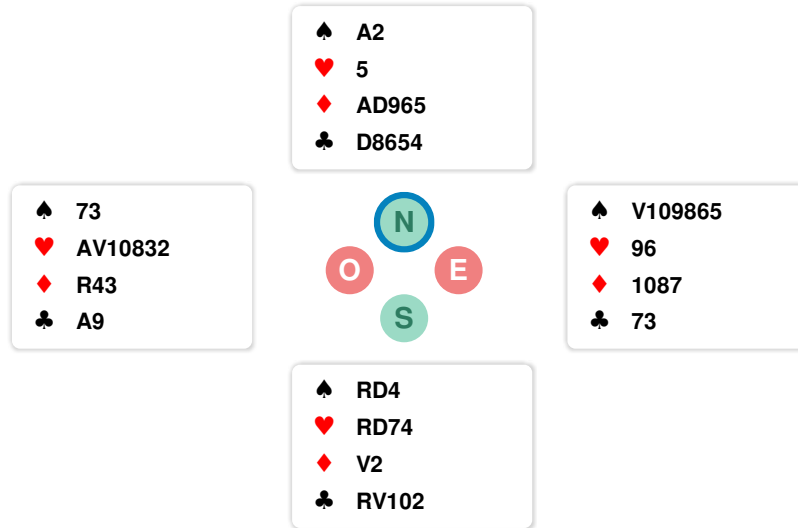 ♠ A2
♥ 5
♦ AD965
♣ D8654
♠ 73
♥ AV10832
♦ R43
♣ A9
N
O
E
S
♠ V109865
♥ 96
♦ 1087
♣ 73
♠ RD4
♥ RD74
♦ V2
♣ RV102